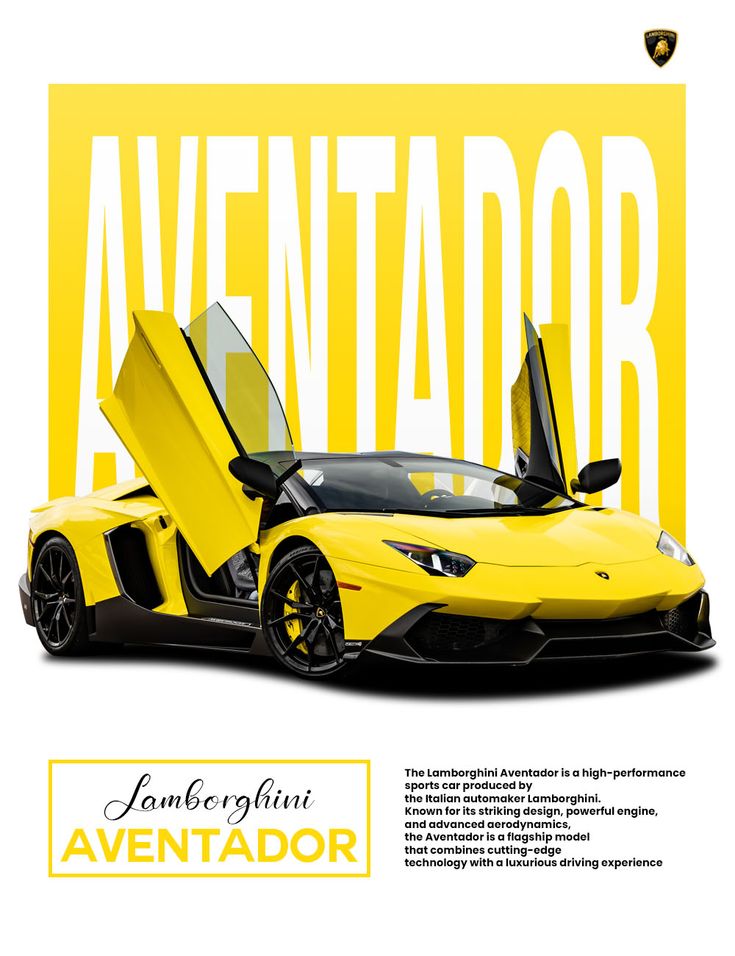 LAMBORGHINI
AVENTADOR
Lamborghini
AVENTADOR
The Lamborghini Aventador is a high-performance
sports car produced by
the Italian automaker Lamborghini.
Known for its striking design, powerful engine,
and advanced aerodynamics,
the Aventador is a flagship model
that combines cutting-edge
technology with a luxurious driving experience